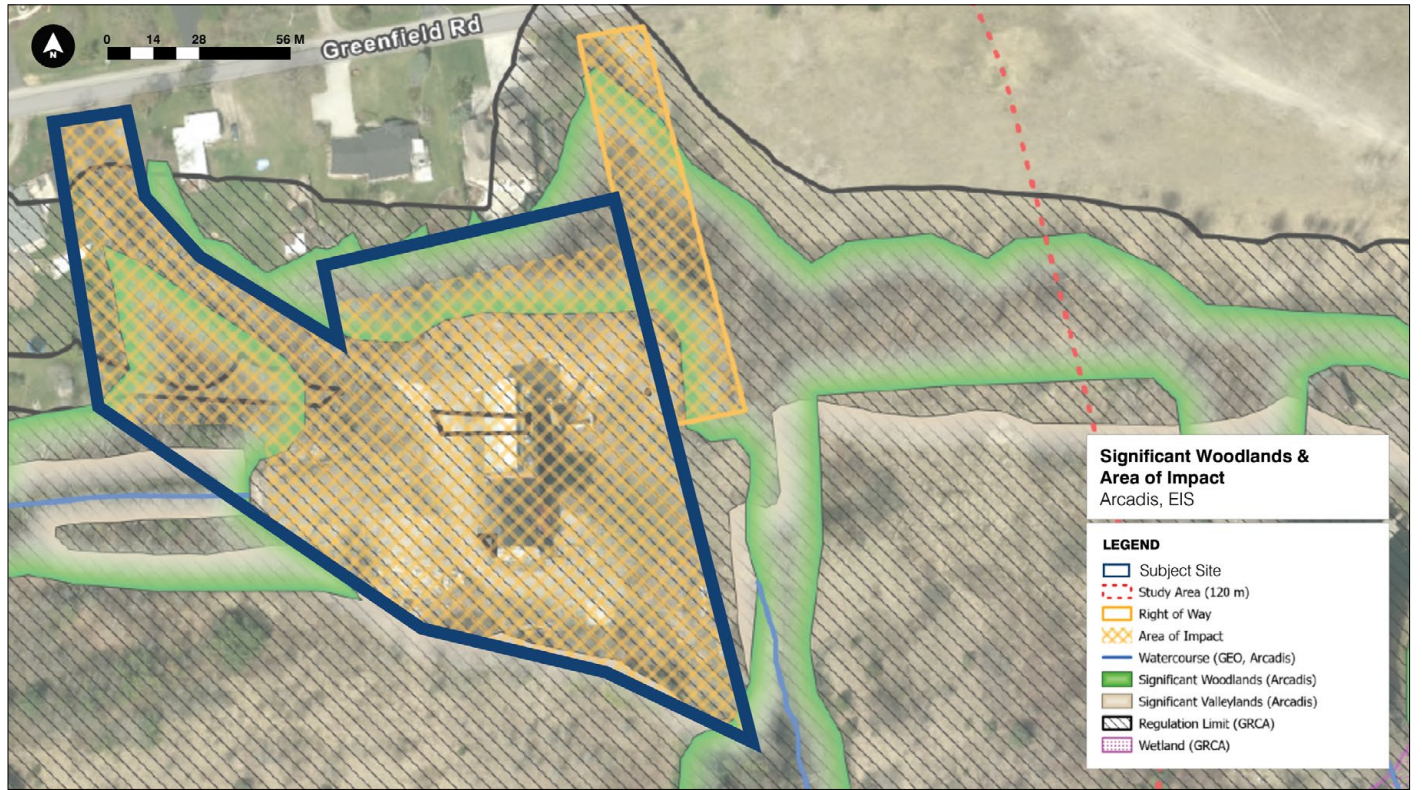 0 14 28 56 M
N
Greenfield Rd
Significant Woodlands &
Area of Impact
Arcadis, EIS
LEGEND
Subject Site
Study Area (120 m)
Right of Way
Area of Impact
Watercourse (GEO, Arcadis)
Significant Woodlands (Arcadis)
Significant Valleylands (Arcadis)
Regulation Limit (GRCA)
Wetland (GRCA)